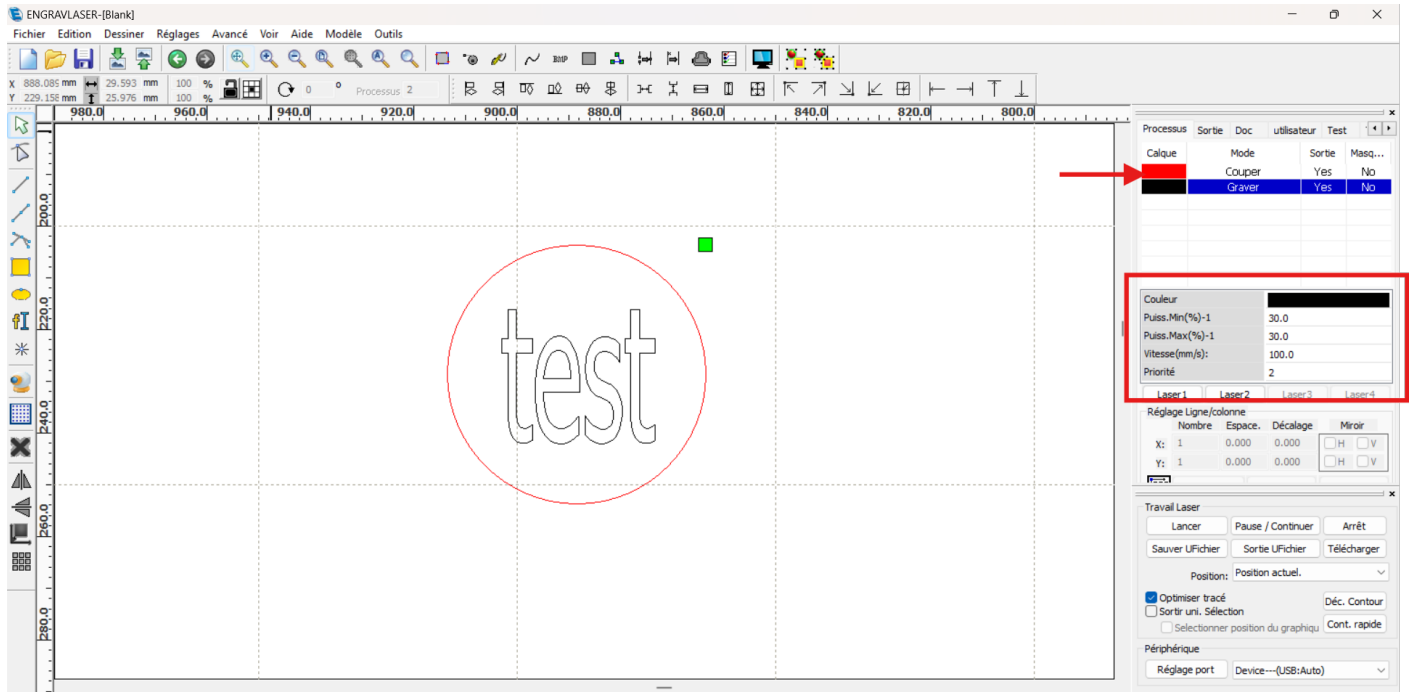 ENGRAVLASER-[Blank]
Fichier Edition Dessiner Réglages Avancé Voir Aide Modèle Outils
BMP
X 888.085 mm 29.593 mm 100 %
Y 229.158 mm 25.976 mm 100 %
0 ° Processus 2
980.0 960.0 940.0 920.0 900.0 880.0 860.0 840.0 820.0 800.0
200.0
220.0
240.0
260.0
280.0
test
Processus Sortie Doc utilisateur Test
Calque Mode Sortie Masq...
Couper Yes No
Graver Yes No
Couleur
Puiss.Min(%)-1 30.0
Puiss.Max(%)-1 30.0
Vitesse(mm/s): 100.0
Priorité 2
Laser1 Laser2 Laser3 Laser4
Réglage Ligne/colonne
Nombre Espace. Décalage Miroir
X: 1 0.000 0.000 H V
Y: 1 0.000 0.000 H V
Travail Laser
Lancer Pause / Continuer Arrêt
Sauver UFichier Sortie UFichier Télécharger
Position: Position actuel.
Optimiser tracé
Déc. Contour
Sortir uni. Sélection
Selectionner position du graphiqu
Cont. rapide
Périphérique
Réglage port Device---(USB:Auto)